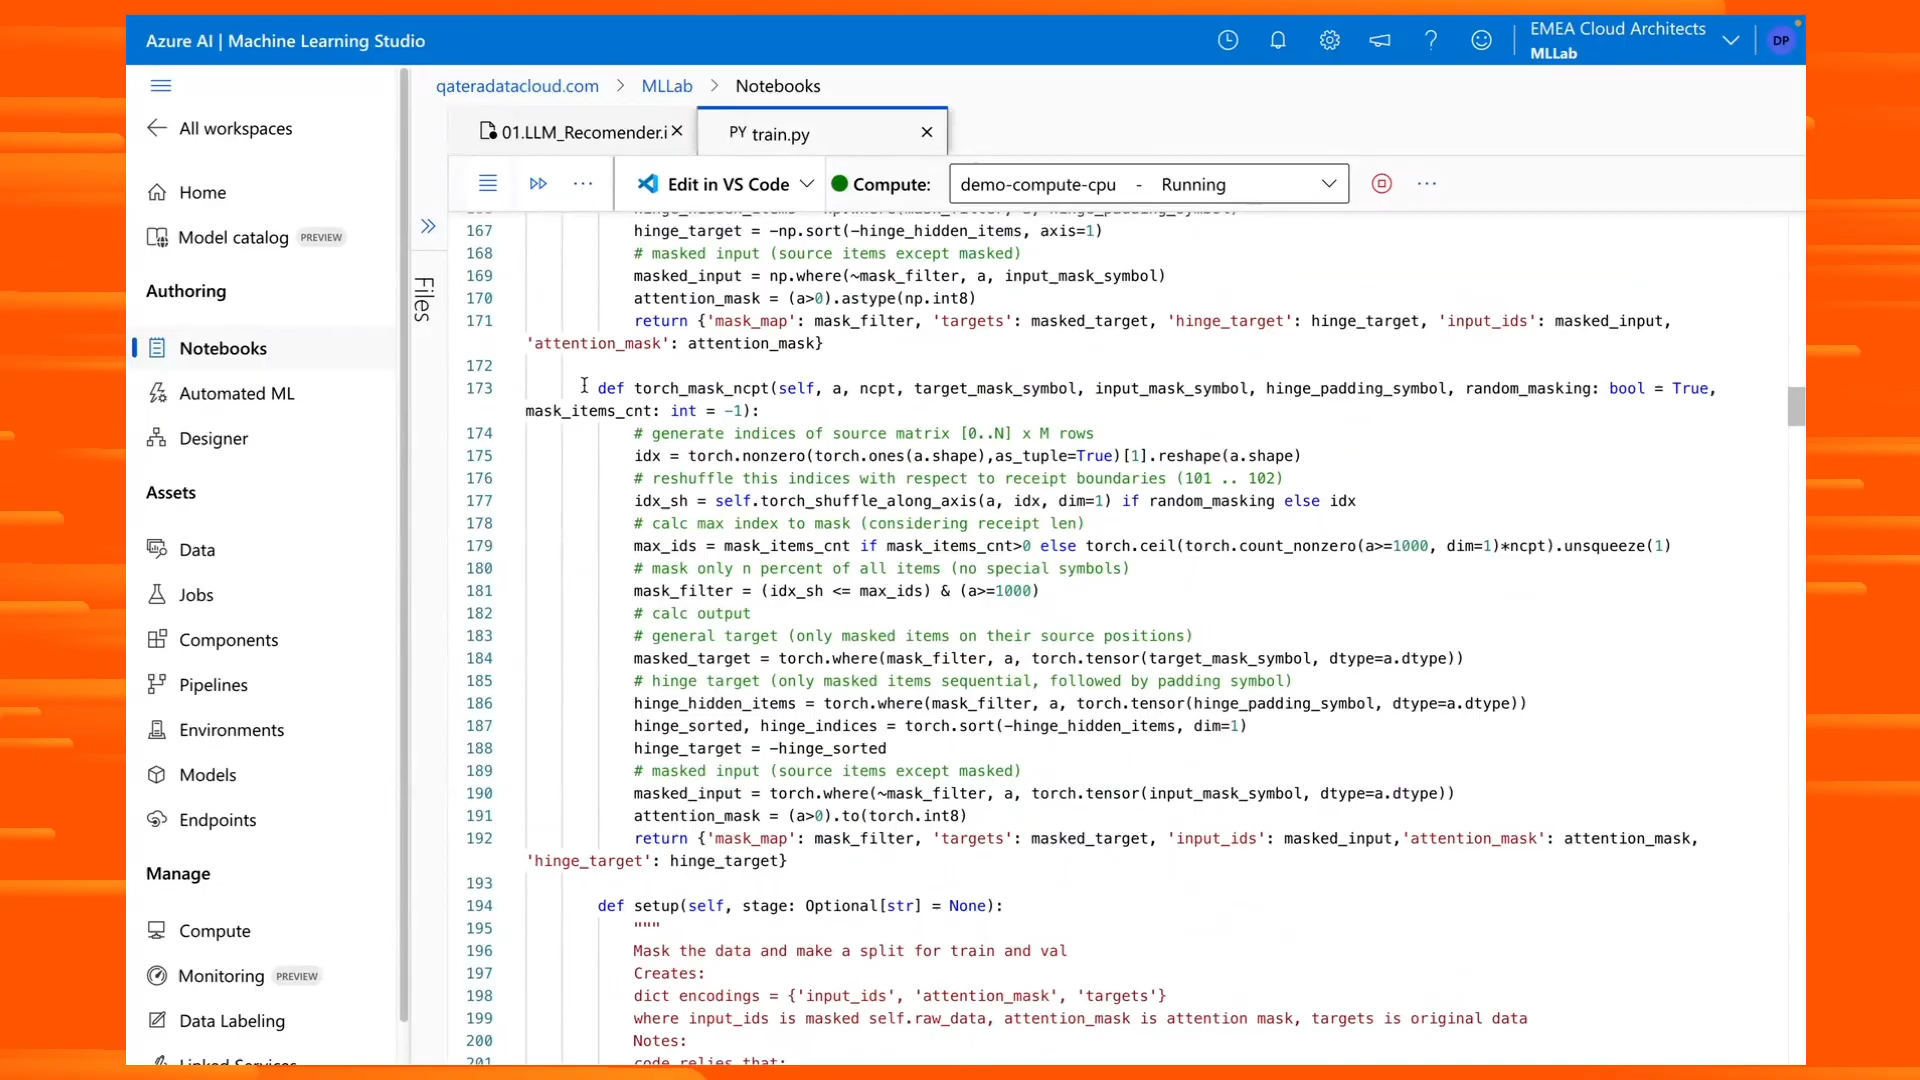 Azure AI | Machine Learning Studio
EMEA Cloud Architects
MLLab
DP
All workspaces
Home
Model catalog PREVIEW
Authoring
Notebooks
Automated ML
Designer
Assets
Data
Jobs
Components
Pipelines
Environments
Models
Endpoints
Manage
Compute
Monitoring PREVIEW
Data Labeling
Linked Services
qateradatacloud.com > MLLab > Notebooks
01.LLM_Recomender.i
PY train.py
Edit in VS Code
Compute: demo-compute-cpu - Running
Files
167 hinge_target = -np.sort(-hinge_hidden_items, axis=1)
168 # masked input (source items except masked)
169 masked_input = np.where(~mask_filter, a, input_mask_symbol)
170 attention_mask = (a>0).astype(np.int8)
171 return {'mask_map': mask_filter, 'targets': masked_target, 'hinge_target': hinge_target, 'input_ids': masked_input,
'attention_mask': attention_mask}
172
173 def torch_mask_ncpt(self, a, ncpt, target_mask_symbol, input_mask_symbol, hinge_padding_symbol, random_masking: bool = True,
mask_items_cnt: int = -1):
174 # generate indices of source matrix [0..N] x M rows
175 idx = torch.nonzero(torch.ones(a.shape),as_tuple=True)[1].reshape(a.shape)
176 # reshuffle this indices with respect to receipt boundaries (101 .. 102)
177 idx_sh = self.torch_shuffle_along_axis(a, idx, dim=1) if random_masking else idx
178 # calc max index to mask (considering receipt len)
179 max_ids = mask_items_cnt if mask_items_cnt>0 else torch.ceil(torch.count_nonzero(a>=1000, dim=1)*ncpt).unsqueeze(1)
180 # mask only n percent of all items (no special symbols)
181 mask_filter = (idx_sh <= max_ids) & (a>=1000)
182 # calc output
183 # general target (only masked items on their source positions)
184 masked_target = torch.where(mask_filter, a, torch.tensor(target_mask_symbol, dtype=a.dtype))
185 # hinge target (only masked items sequential, followed by padding symbol)
186 hinge_hidden_items = torch.where(mask_filter, a, torch.tensor(hinge_padding_symbol, dtype=a.dtype))
187 hinge_sorted, hinge_indices = torch.sort(-hinge_hidden_items, dim=1)
188 hinge_target = -hinge_sorted
189 # masked input (source items except masked)
190 masked_input = torch.where(~mask_filter, a, torch.tensor(input_mask_symbol, dtype=a.dtype))
191 attention_mask = (a>0).to(torch.int8)
192 return {'mask_map': mask_filter, 'targets': masked_target, 'input_ids': masked_input,'attention_mask': attention_mask,
'hinge_target': hinge_target}
193
194 def setup(self, stage: Optional[str] = None):
195 """
196 Mask the data and make a split for train and val
197 Creates:
198 dict encodings = {'input_ids', 'attention_mask', 'targets'}
199 where input_ids is masked self.raw_data, attention_mask is attention mask, targets is original data
200 Notes:
201 code relies that: